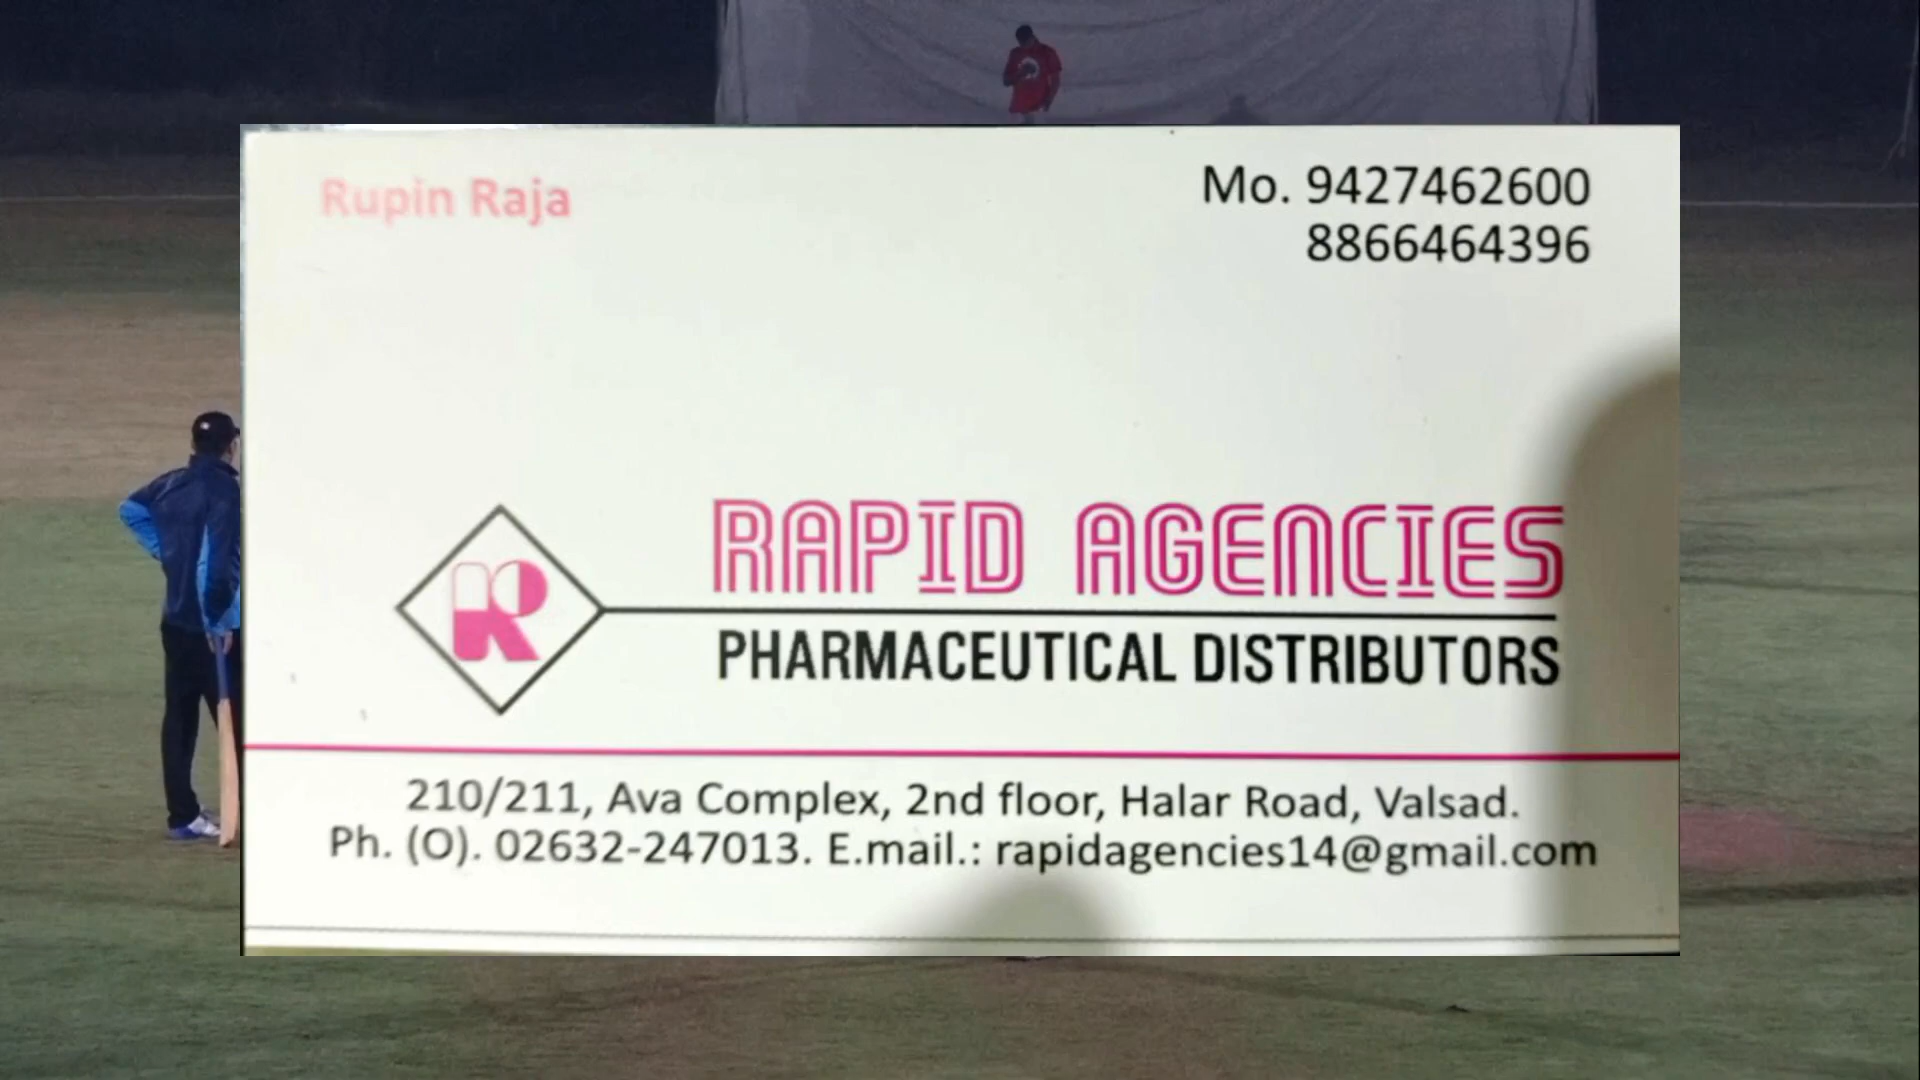 Rupin Raja
Mo. 9427462600
8866464396
R
RAPID AGENCIES
PHARMACEUTICAL DISTRIBUTORS
210/211, Ava Complex, 2nd floor, Halar Road, Valsad.
Ph. (O). 02632-247013. E.mail.: rapidagencies14@gmail.com